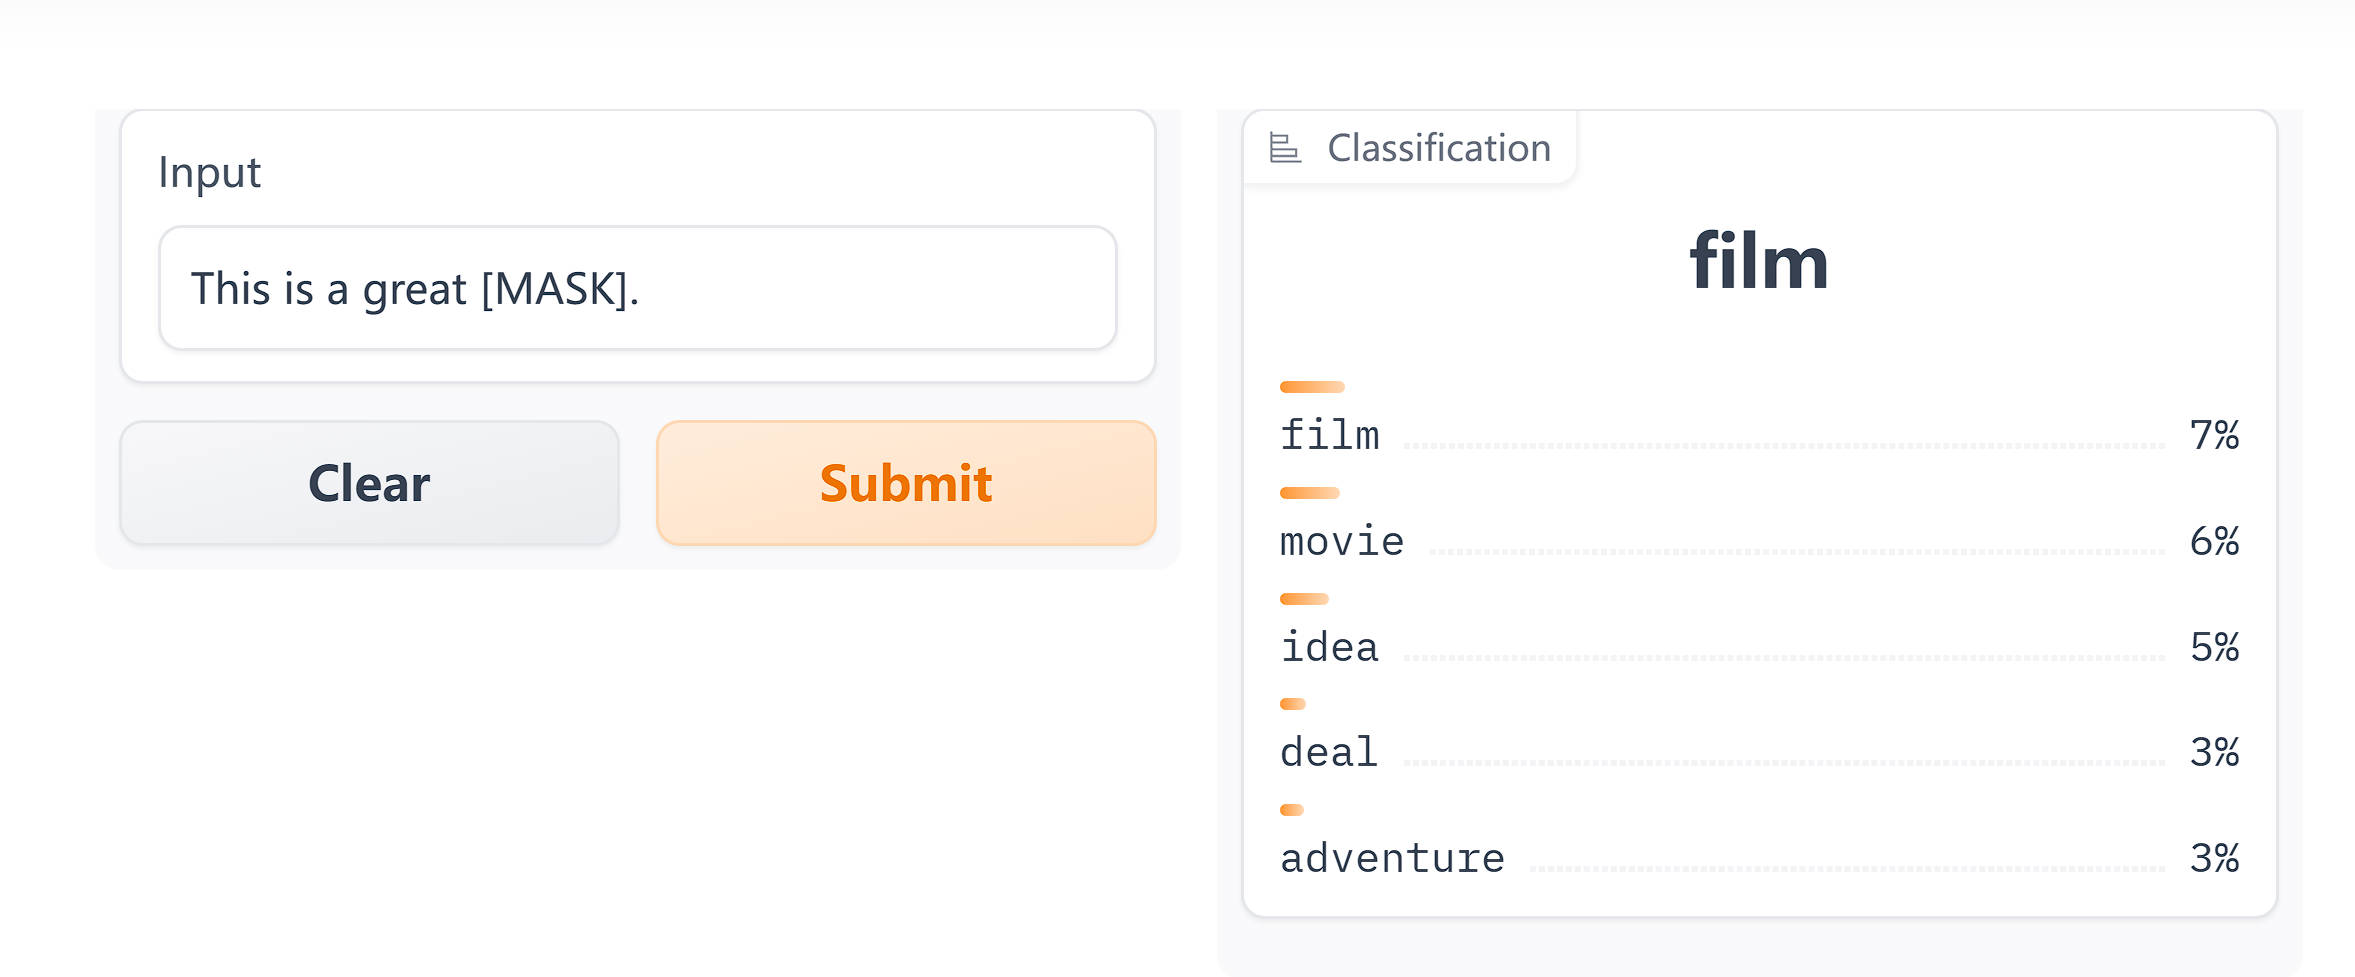 Input
This is a great [MASK].
Clear
Submit
Classification
film
film 7%
movie 6%
idea 5%
deal 3%
adventure 3%